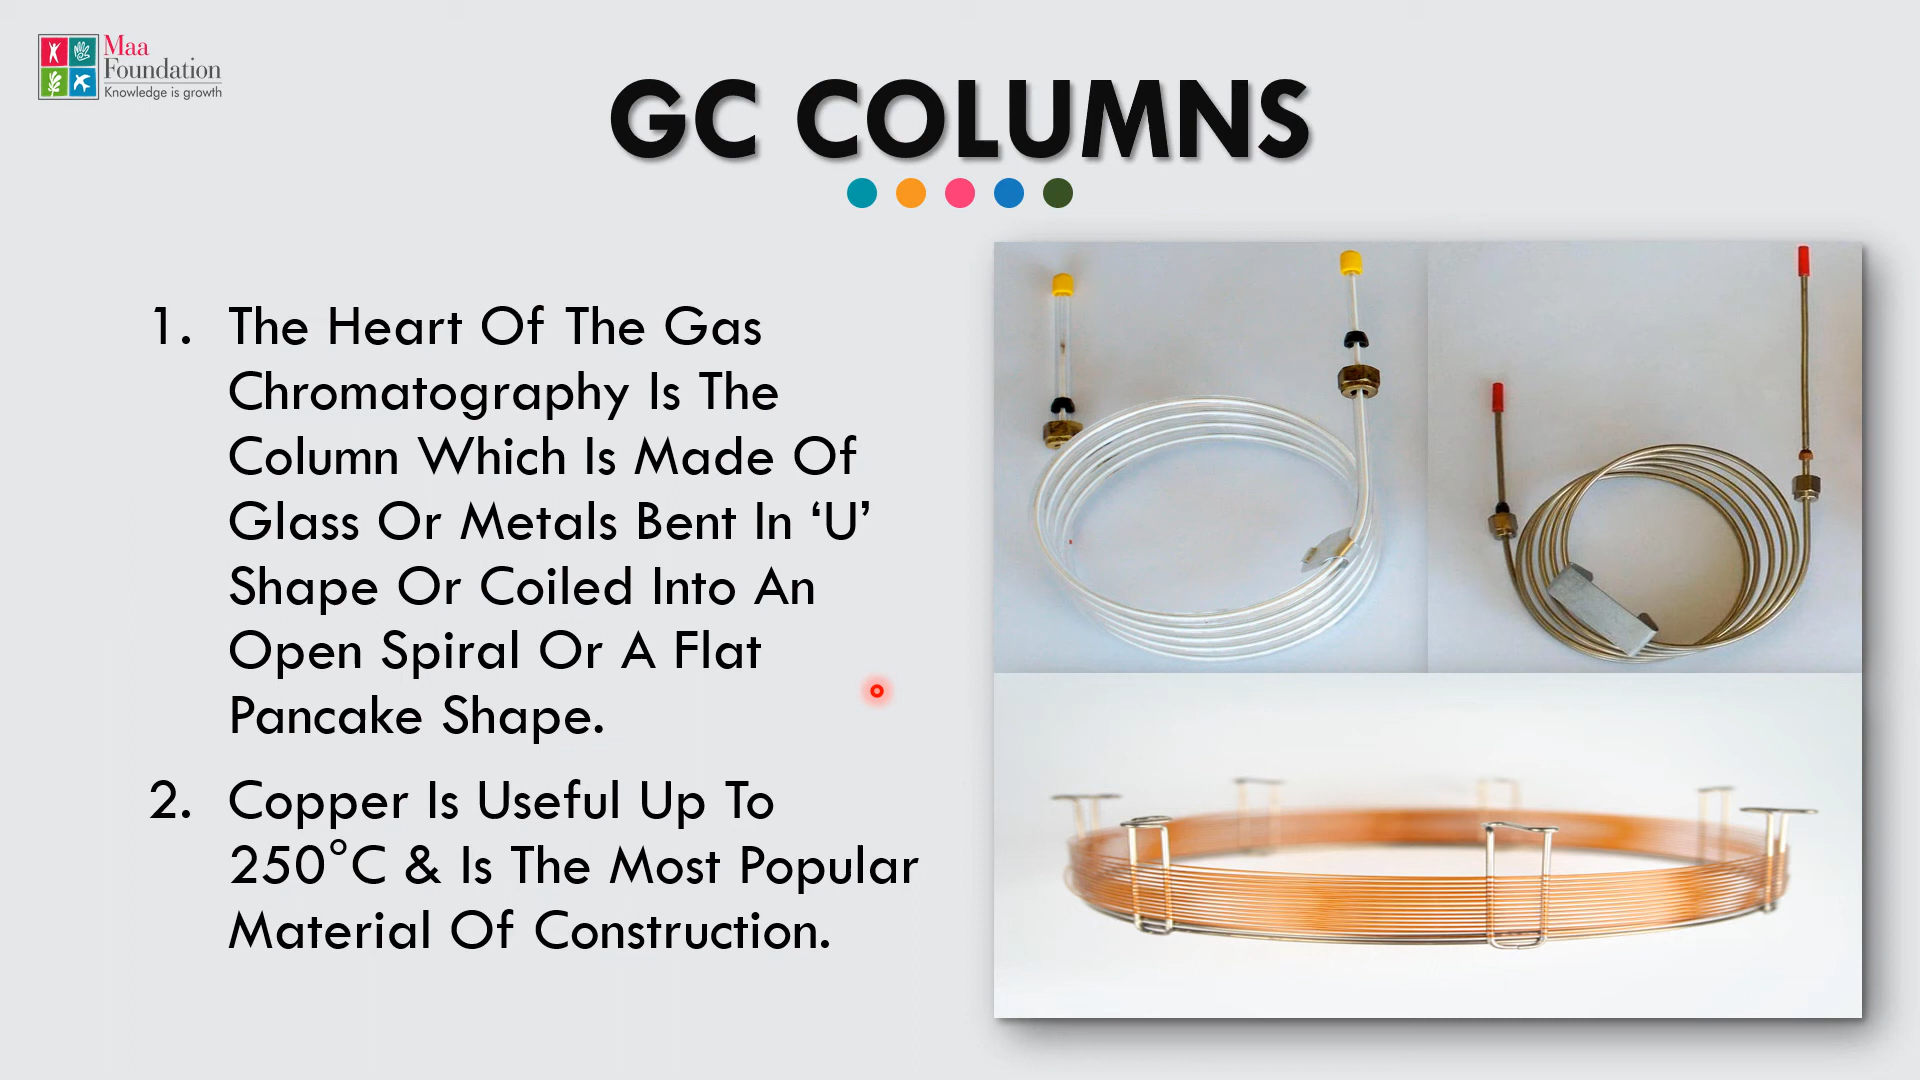 Maa
Foundation
Knowledge is growth
GC COLUMNS
1. The Heart Of The Gas
Chromatography Is The
Column Which Is Made Of
Glass Or Metals Bent In ‘U’
Shape Or Coiled Into An
Open Spiral Or A Flat
Pancake Shape.
2. Copper Is Useful Up To
250°C & Is The Most Popular
Material Of Construction.